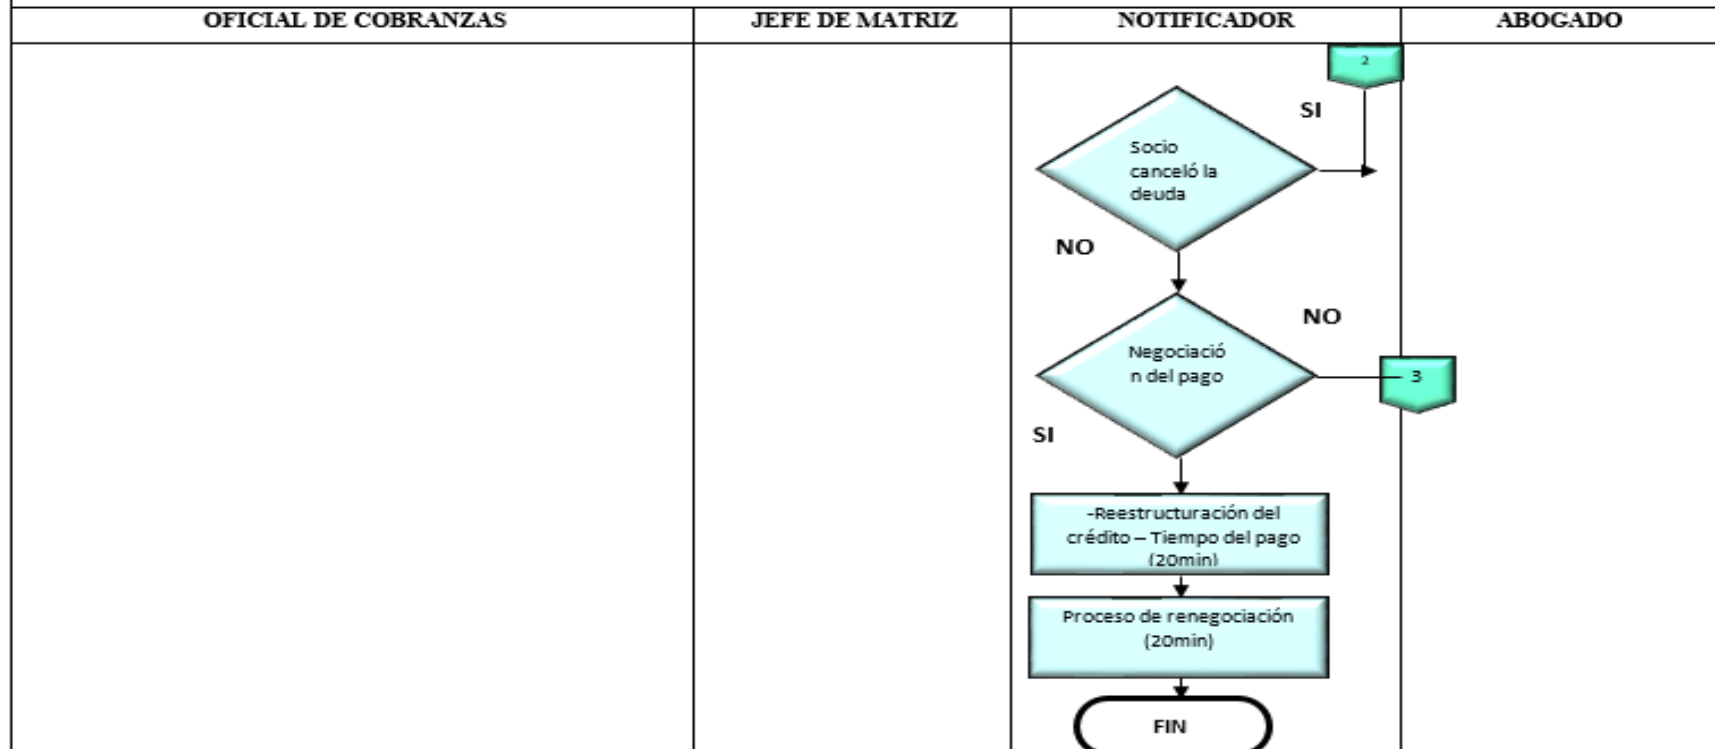 OFICIAL DE COBRANZAS JEFE DE MATRIZ NOTIFICADOR ABOGADO
2
SI
Socio
canceló la
deuda
NO
NO
Negociació
n del pago
3
SI
-Reestructuración del
crédito – Tiempo del pago
(20min)
Proceso de renegociación
(20min)
FIN